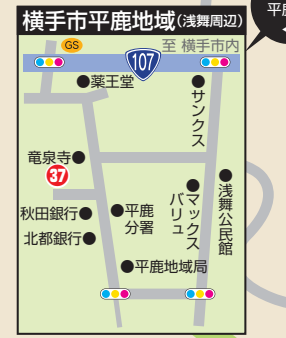 横手市平鹿地域(浅舞周辺)
平鹿
GS
至 横手市内
107
●薬王堂
●サンクス
竜泉寺●
37
●マックスバリュ
●浅舞公民館
秋田銀行●
●平鹿
分署
北都銀行●
●平鹿地域局